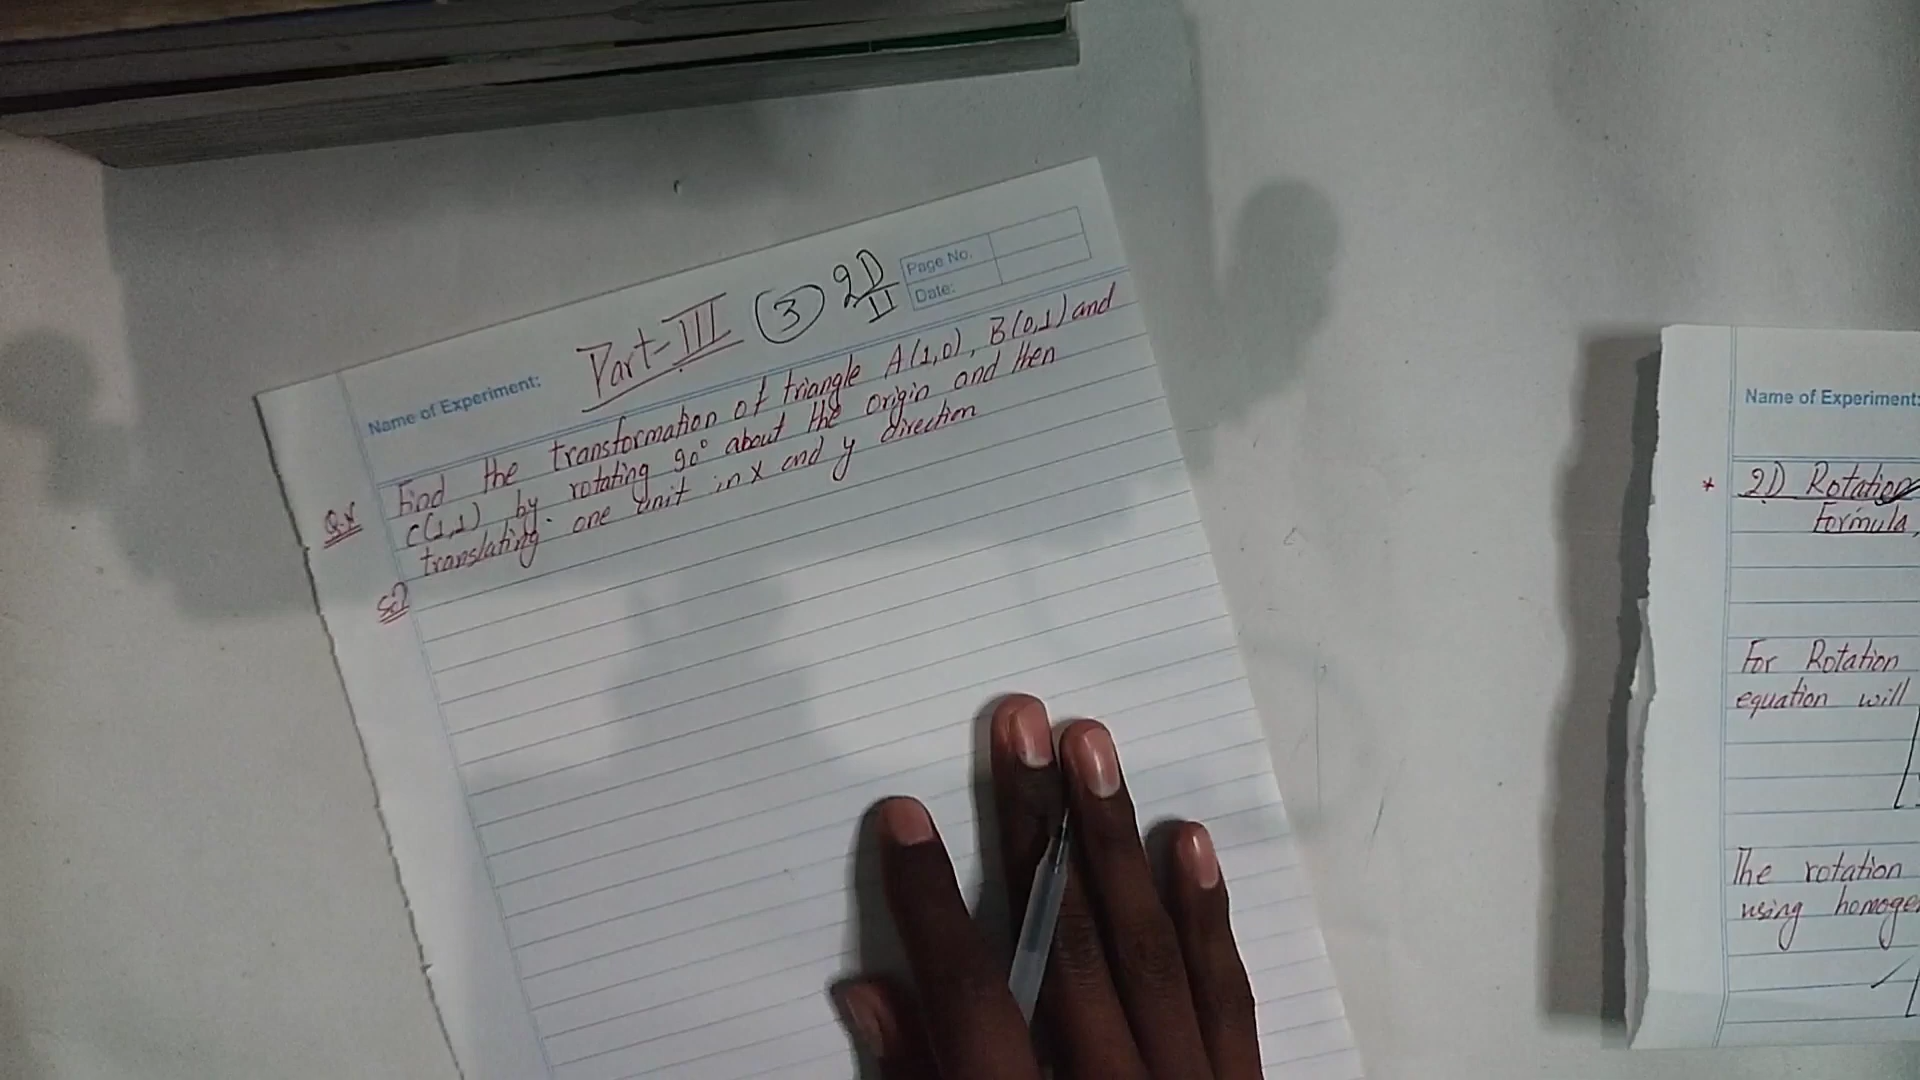 Part-III 3 2D II
Page No.
Date:
Name of Experiment:
Find the transformation of triangle A(1,0), B(0,1) and
C(1,1) by rotating 90° about the origin and then
translating one unit in x and y direction
Sol
Name of Experiment:
* 2D Rotation
Formula,
For Rotation
equation will
The rotation
using homoge